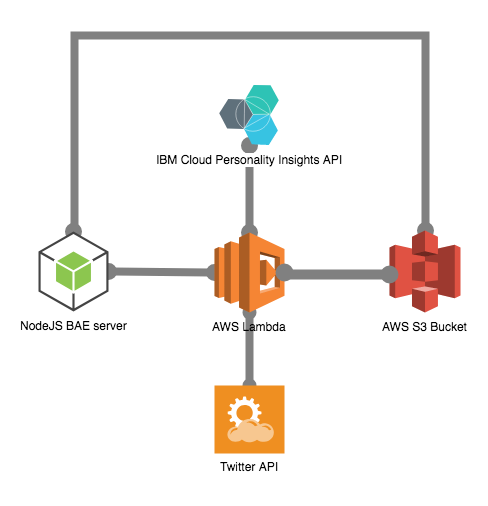 IBM Cloud Personality Insights API
NodeJS BAE server
AWS Lambda
AWS S3 Bucket
Twitter API